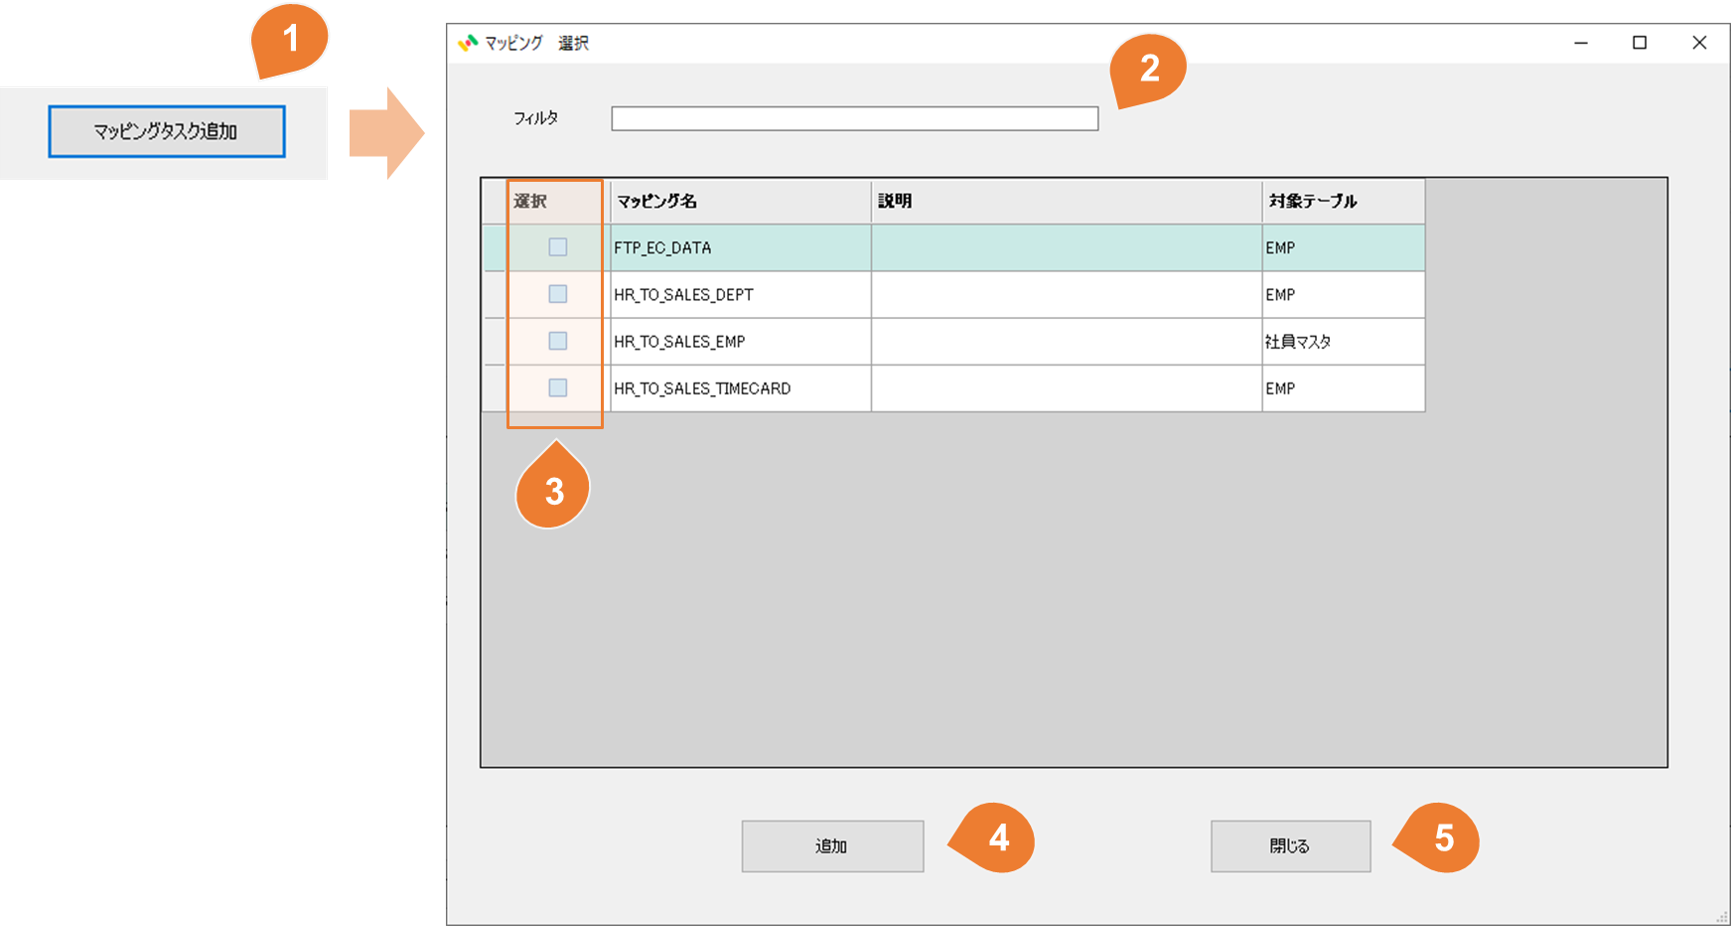 1
マッピングタスク追加
マッピング 選択
2
フィルタ
選択 マッピング名 説明 対象テーブル
FTP_EC_DATA EMP
HR_TO_SALES_DEPT EMP
HR_TO_SALES_EMP 社員マスタ
HR_TO_SALES_TIMECARD EMP
3
追加
4
閉じる
5